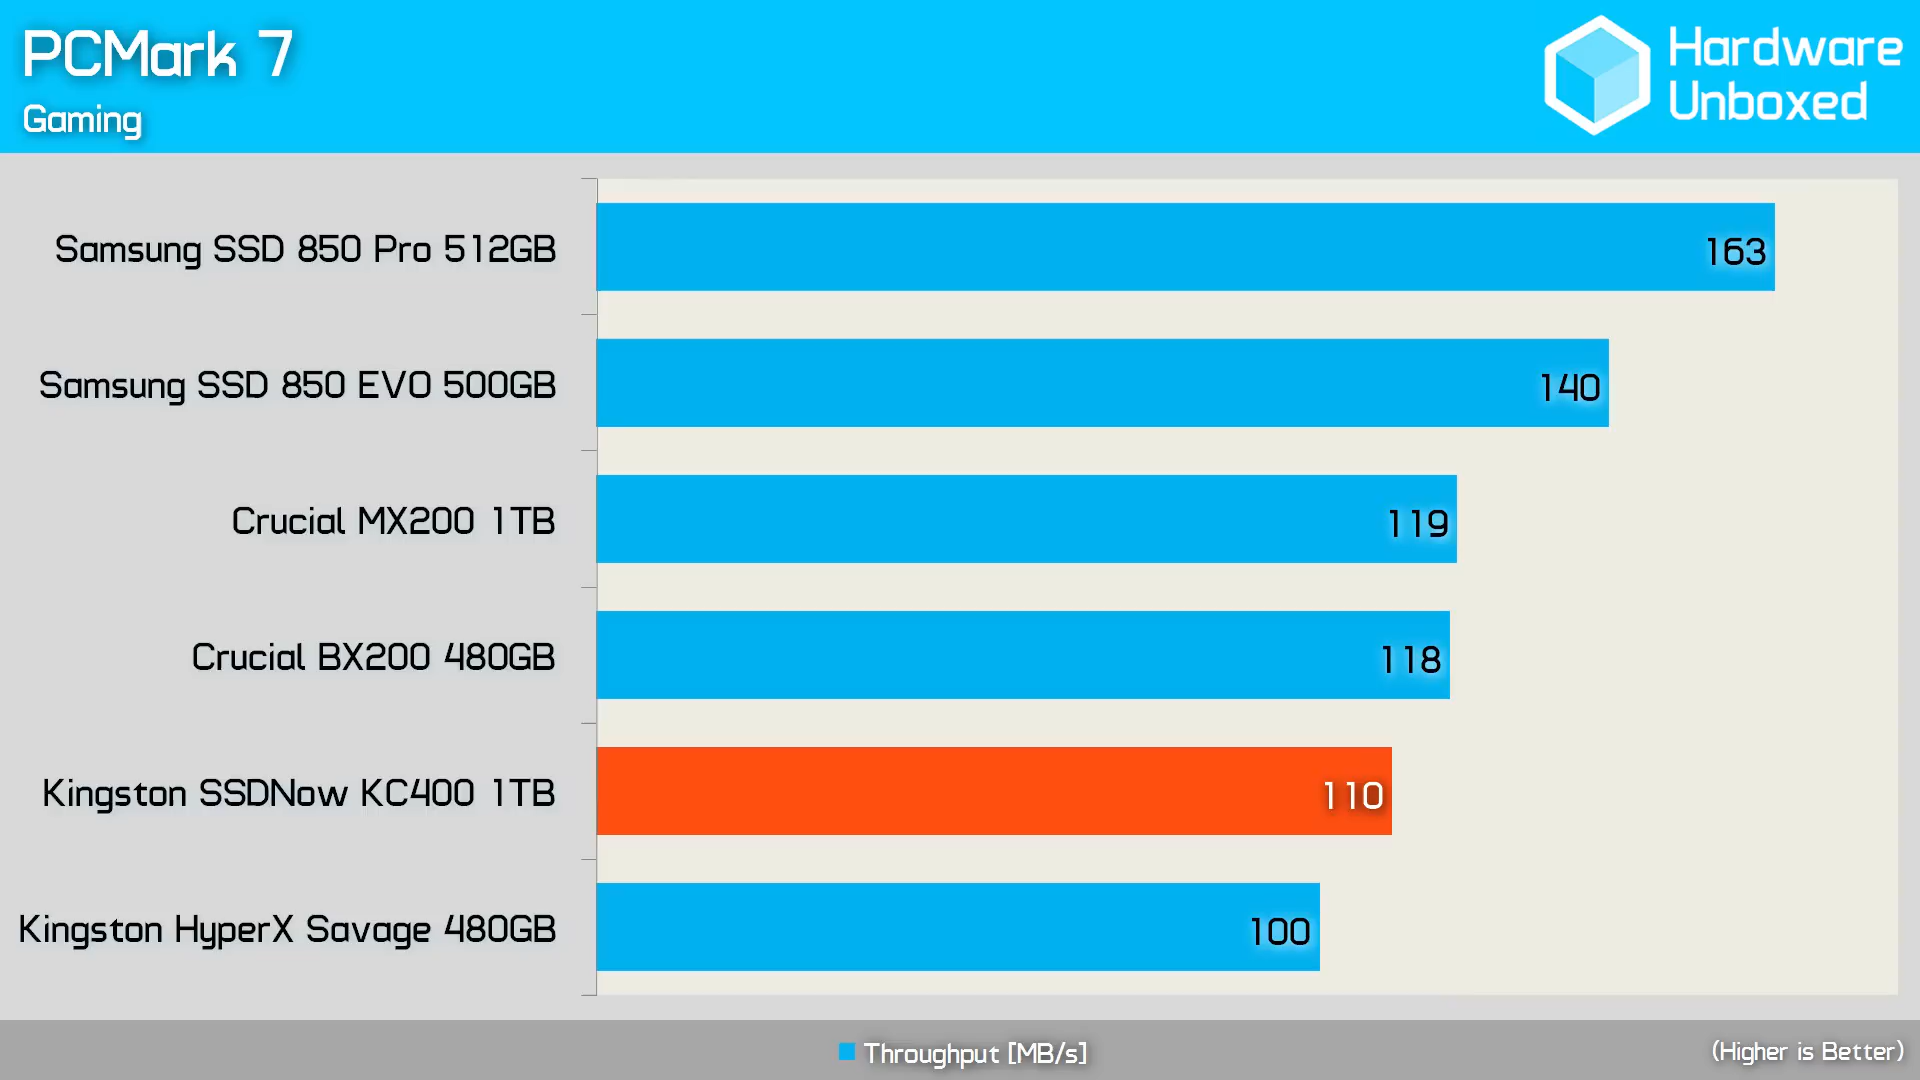 PCMark 7
Gaming
Hardware
Unboxed
Samsung SSD 850 Pro 512GB
163
Samsung SSD 850 EVO 500GB
140
Crucial MX200 1TB
119
Crucial BX200 480GB
118
Kingston SSDNow KC400 1TB
110
Kingston HyperX Savage 480GB
100
Throughput [MB/s]
(Higher is Better)